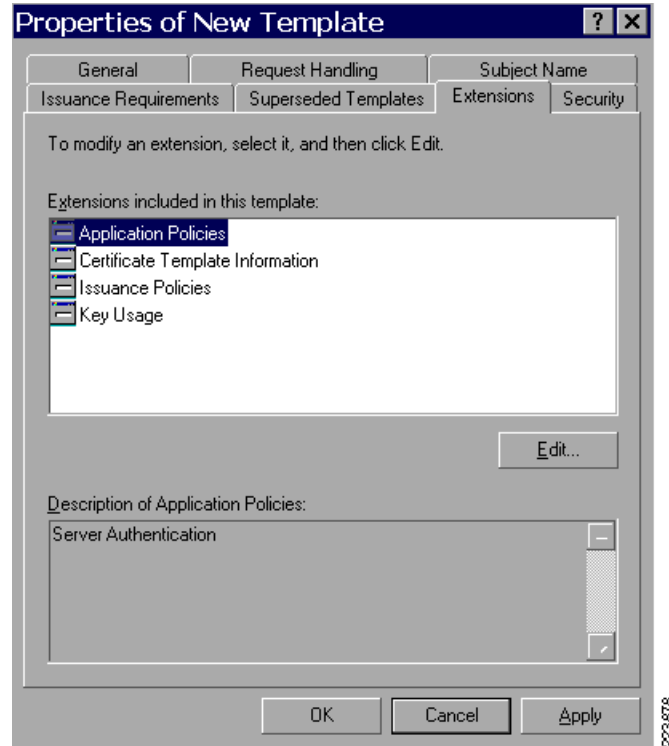 Properties of New Template
General Request Handling Subject Name
Issuance Requirements Superseded Templates Extensions Security
To modify an extension, select it, and then click Edit.
Extensions included in this template:
Application Policies
Certificate Template Information
Issuance Policies
Key Usage
Edit...
Description of Application Policies:
Server Authentication
OK Cancel Apply